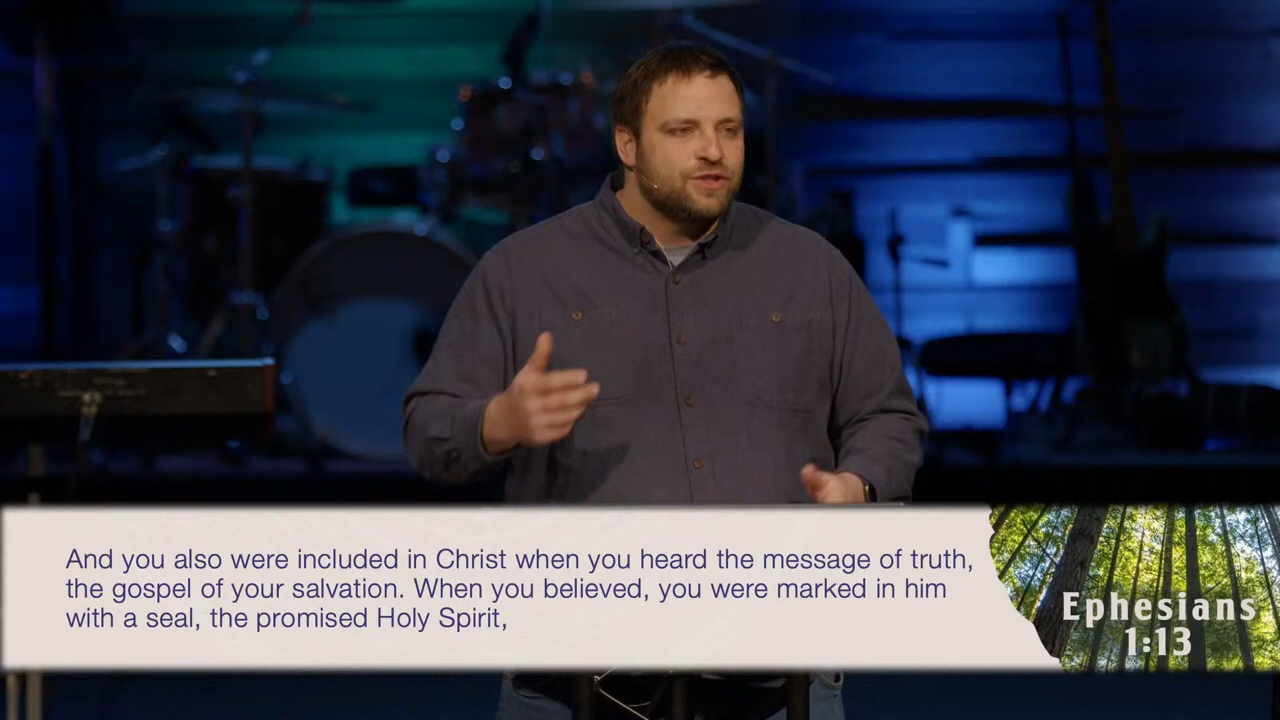 And you also were included in Christ when you heard the message of truth,
the gospel of your salvation. When you believed, you were marked in him
with a seal, the promised Holy Spirit,
Ephesians
1:13